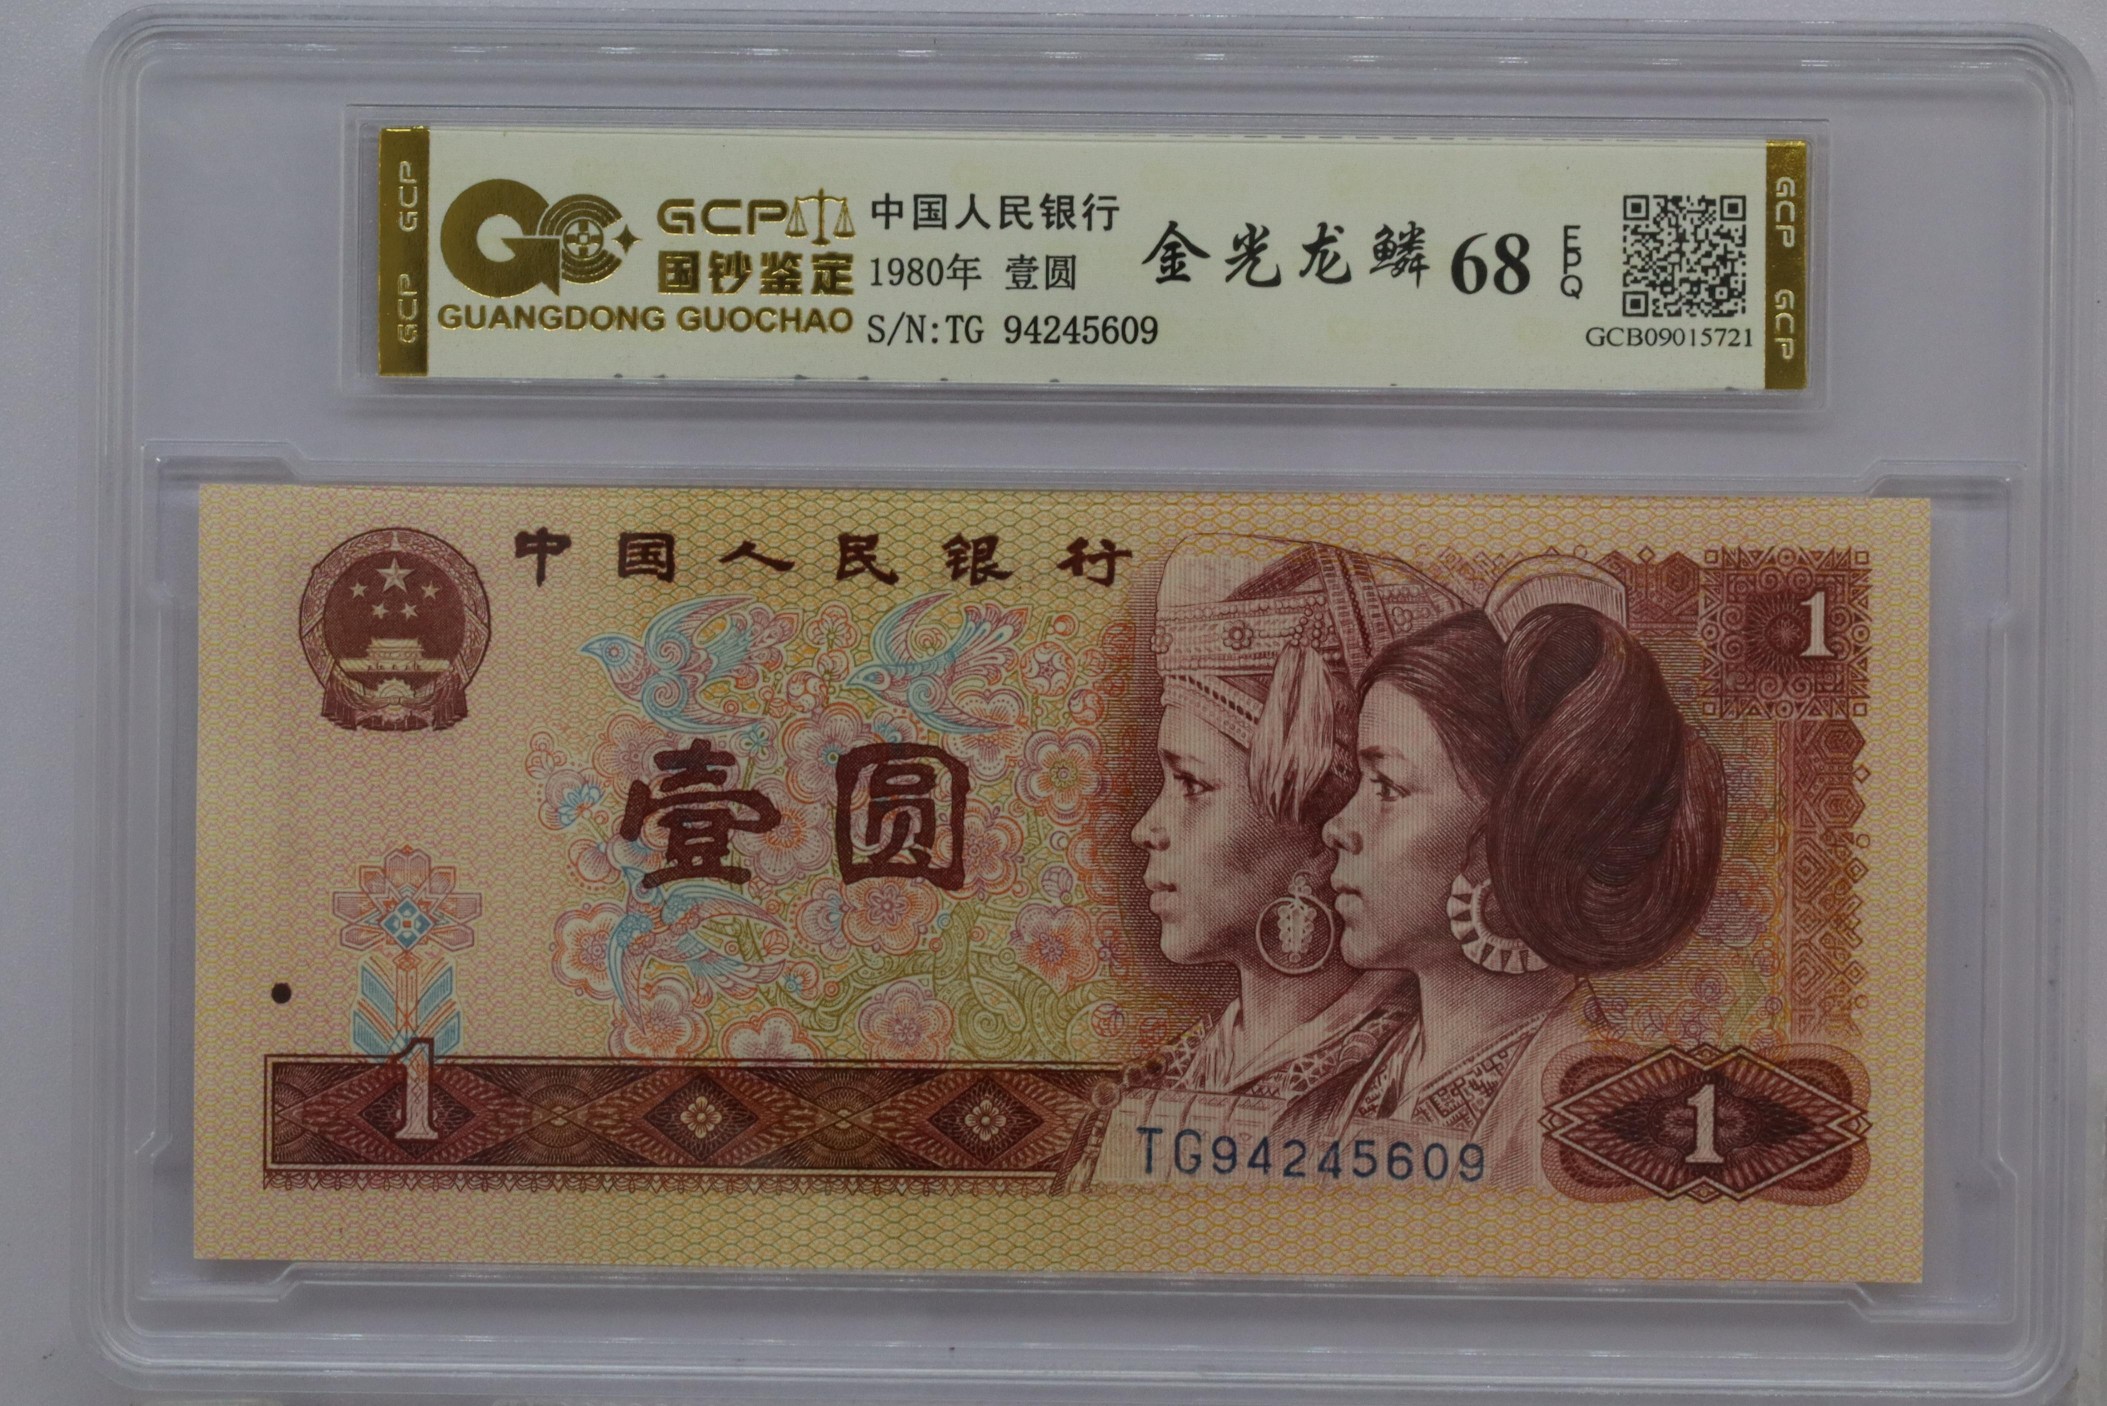 GCP GCP
GCP
国钞鉴定
GUANGDONG GUOCHAO
中国人民银行
1980年 壹圆
S/N:TG 94245609
金光龙鳞 68 EPQ
GCB09015721
GCP GCP
中国人民银行
1
壹圆
1
TG94245609
1